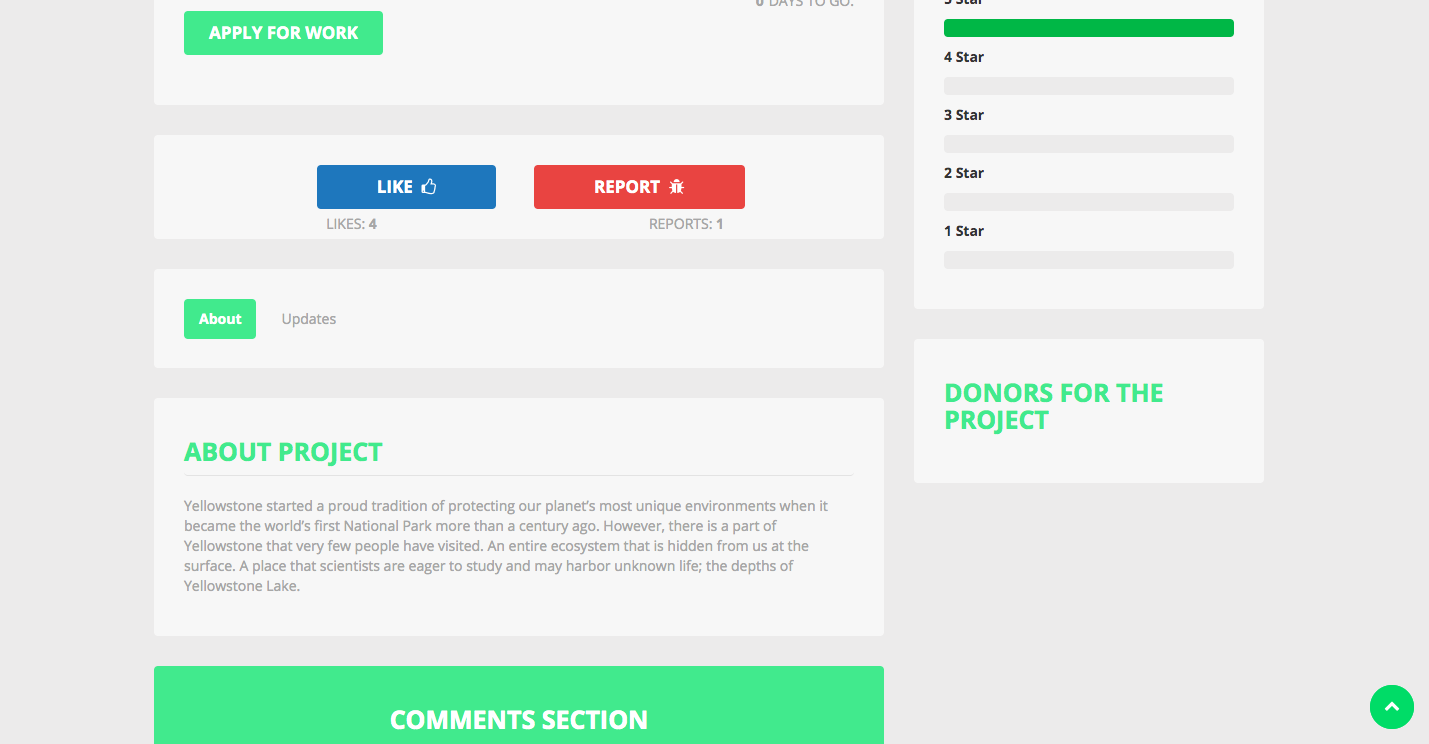 0 DAYS TO GO.
APPLY FOR WORK
LIKE
REPORT
LIKES: 4
REPORTS: 1
About
Updates
ABOUT PROJECT
Yellowstone started a proud tradition of protecting our planet’s most unique environments when it
became the world’s first National Park more than a century ago. However, there is a part of
Yellowstone that very few people have visited. An entire ecosystem that is hidden from us at the
surface. A place that scientists are eager to study and may harbor unknown life; the depths of
Yellowstone Lake.
COMMENTS SECTION
5 Star
4 Star
3 Star
2 Star
1 Star
DONORS FOR THE
PROJECT